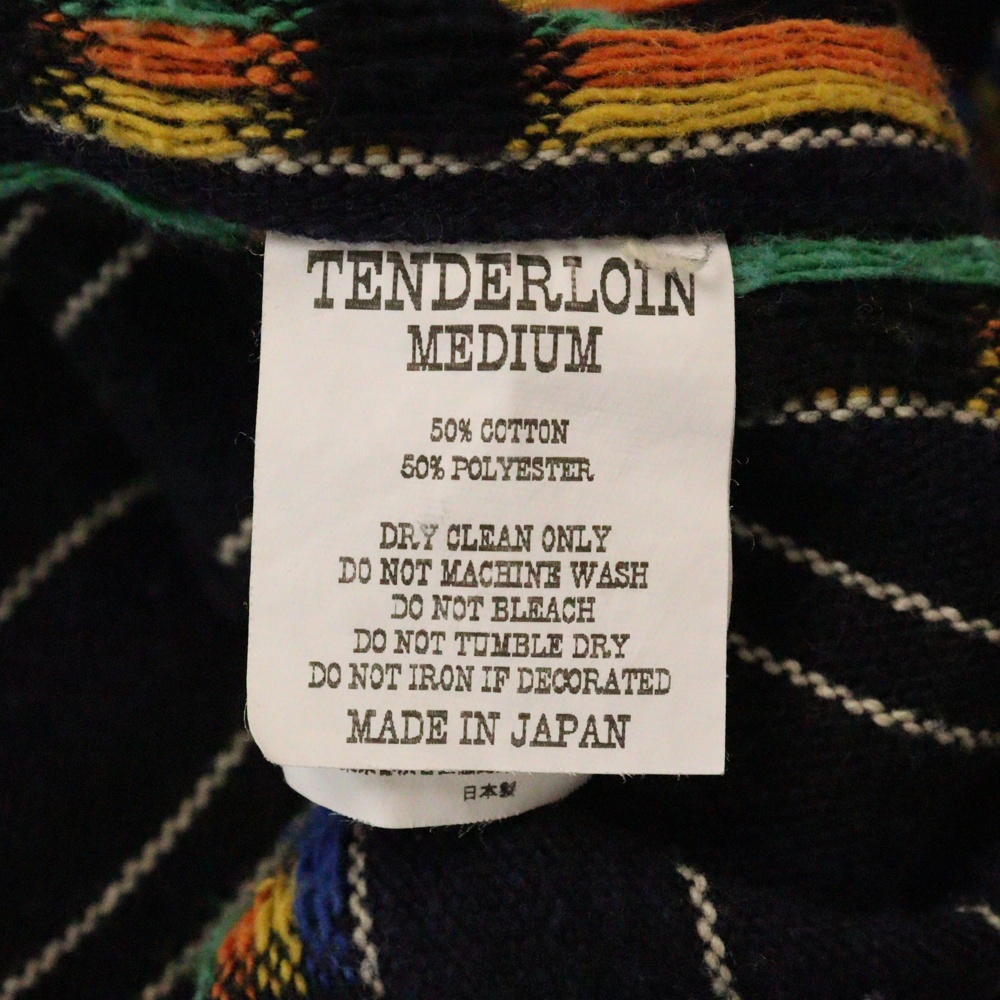 TENDERLOIN
MEDIUM
50% COTTON
50% POLYESTER
DRY CLEAN ONLY
DO NOT MACHINE WASH
DO NOT BLEACH
DO NOT TUMBLE DRY
DO NOT IRON IF DECORATED
MADE IN JAPAN
日本製